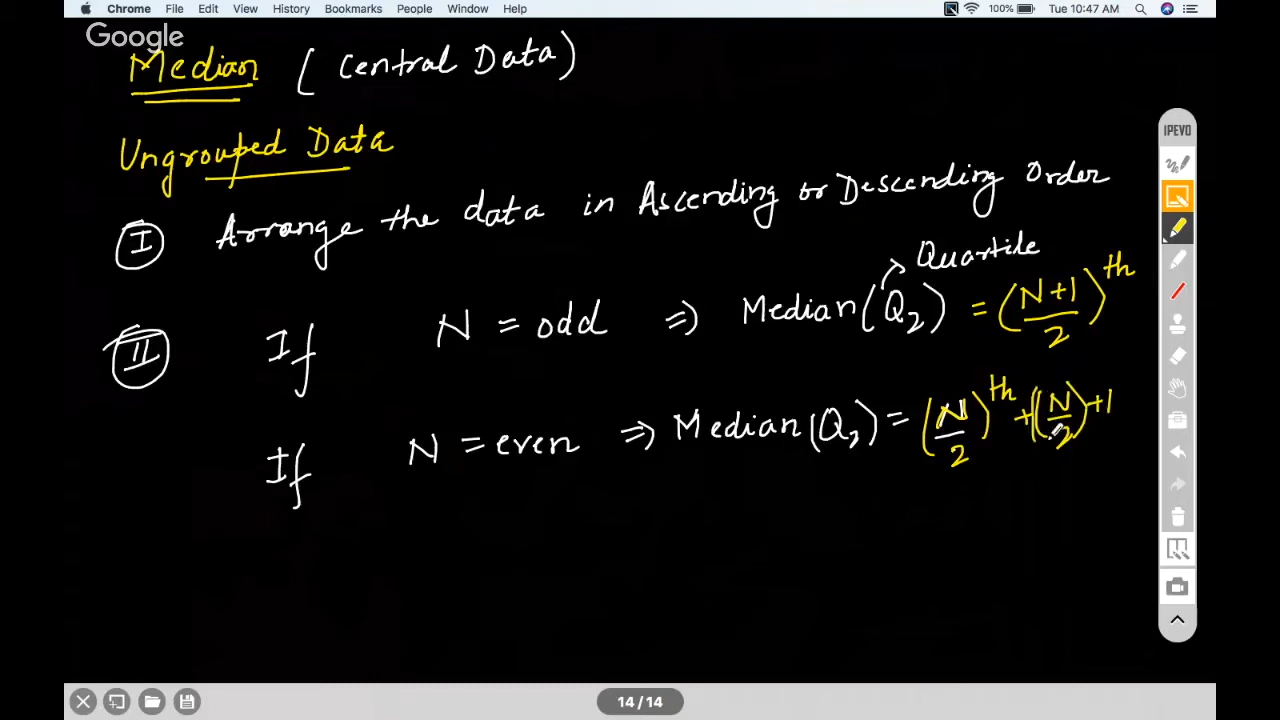 Chrome File Edit View History Bookmarks People Window Help 100% Tue 10:47 AM
Google
Median (Central Data)
Ungrouped Data
IPEVO
I Arrange the data in Ascending or Descending Order
Quartile
II If N = odd ⇒ Median (Q2) = (N+1/2)th
If N = even ⇒ Median (Q2) = (N/2)th + (N/2)+1
14/14